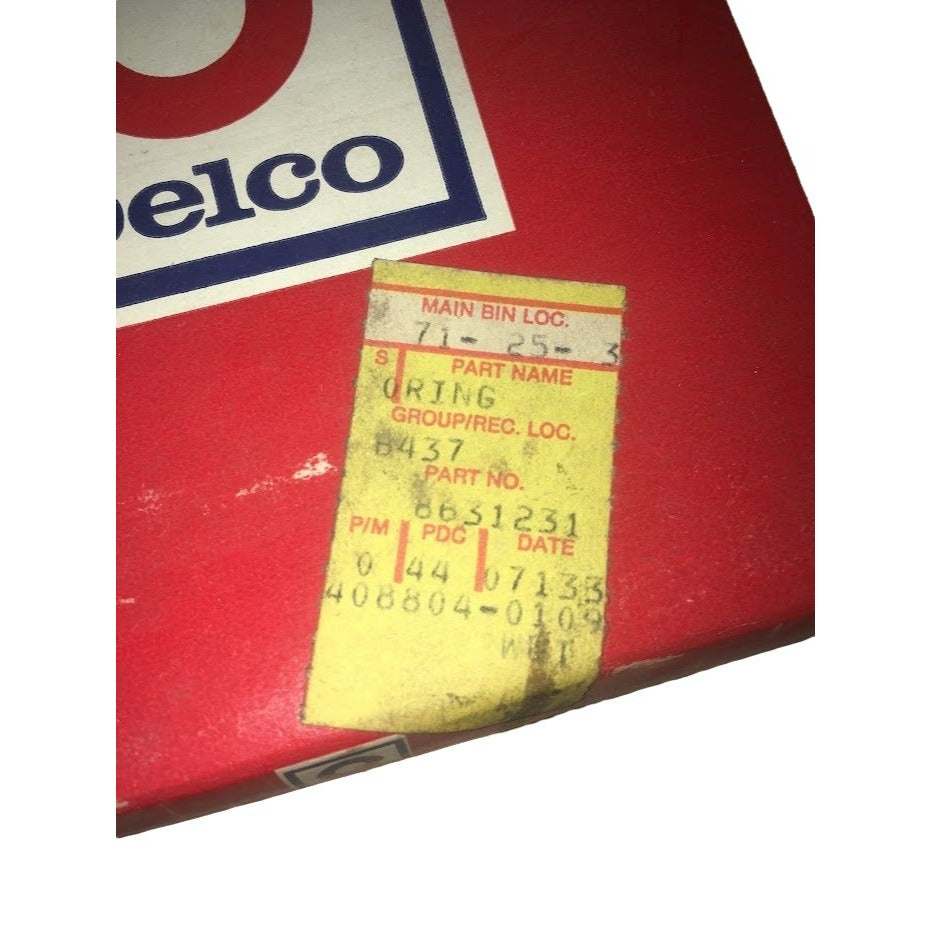 Delco
MAIN BIN LOC.
71- 25- 3
S PART NAME
ORING
GROUP/REC. LOC.
8437
PART NO.
8631231
P/M PDC DATE
0 44 07133
408804-0109